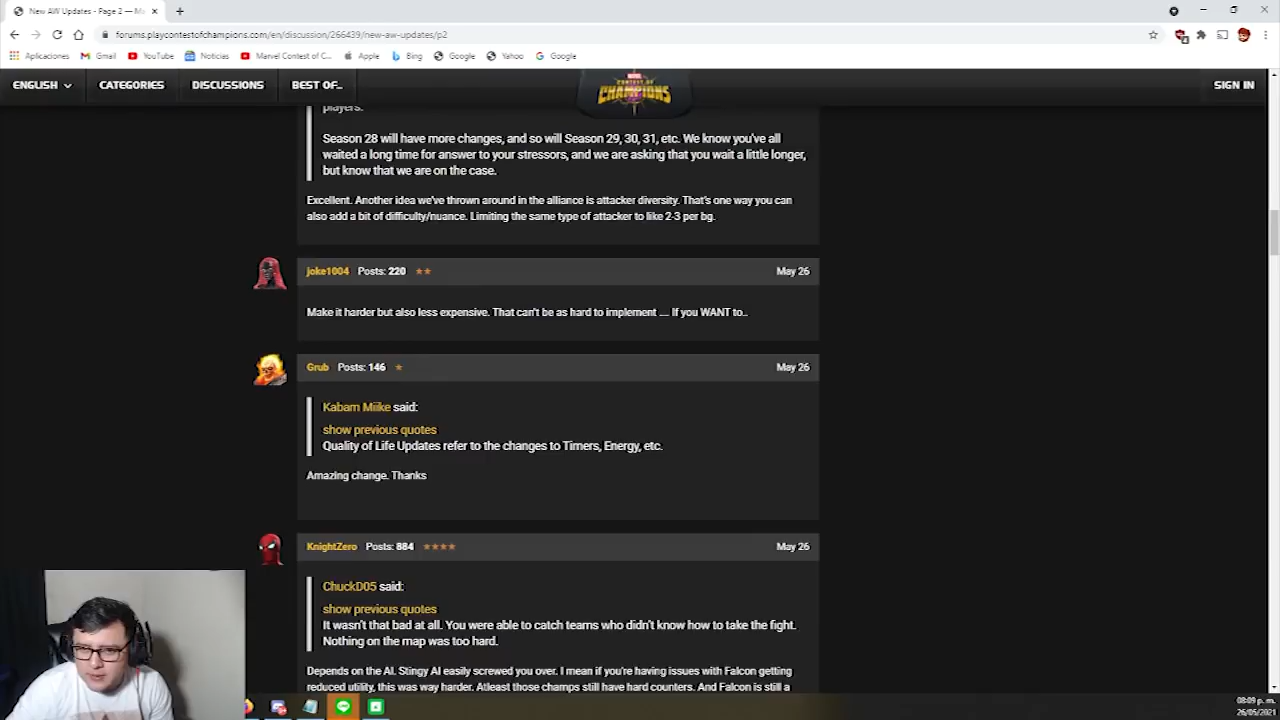 New AW Updates - Page 2 —
forums.playcontestofchampions.com/en/discussion/266439/new-aw-updates/p2
Aplicaciones Gmail YouTube Noticias Marvel Contest of C... Apple Bing Google Yahoo Google
ENGLISH CATEGORIES DISCUSSIONS BEST OF... MARVEL CONTEST OF CHAMPIONS SIGN IN
players.
Season 28 will have more changes, and so will Season 29, 30, 31, etc. We know you've all
waited a long time for answer to your stressors, and we are asking that you wait a little longer,
but know that we are on the case.
Excellent. Another idea we've thrown around in the alliance is attacker diversity. That's one way you can
also add a bit of difficulty/nuance. Limiting the same type of attacker to like 2-3 per bg.
joke1004 Posts: 220 ★★ May 26
Make it harder but also less expensive. That can't be as hard to implement .... If you WANT to..
Grub Posts: 146 ★ May 26
Kabam Miike said:
show previous quotes
Quality of Life Updates refer to the changes to Timers, Energy, etc.
Amazing change. Thanks
KnightZero Posts: 884 ★★★★ May 26
ChuckD05 said:
show previous quotes
It wasn't that bad at all. You were able to catch teams who didn't know how to take the fight.
Nothing on the map was too hard.
Depends on the AI. Stingy AI easily screwed you over. I mean if you're having issues with Falcon getting
reduced utility, this was way harder. Atleast those champs still have hard counters. And Falcon is still a
08:09 p. m.
26/05/2021